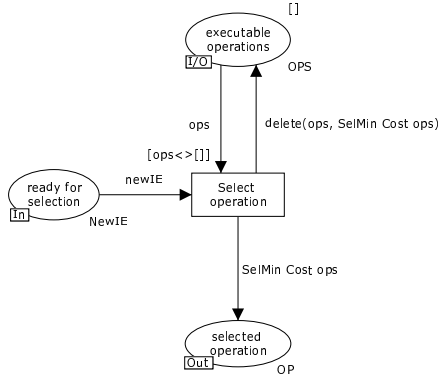 []
executable
operations
I/O
OPS
ops
delete(ops, SelMin Cost ops)
[ops<>[]]
newIE
ready for
selection
In
NewIE
Select
operation
SelMin Cost ops
selected
operation
Out
OP